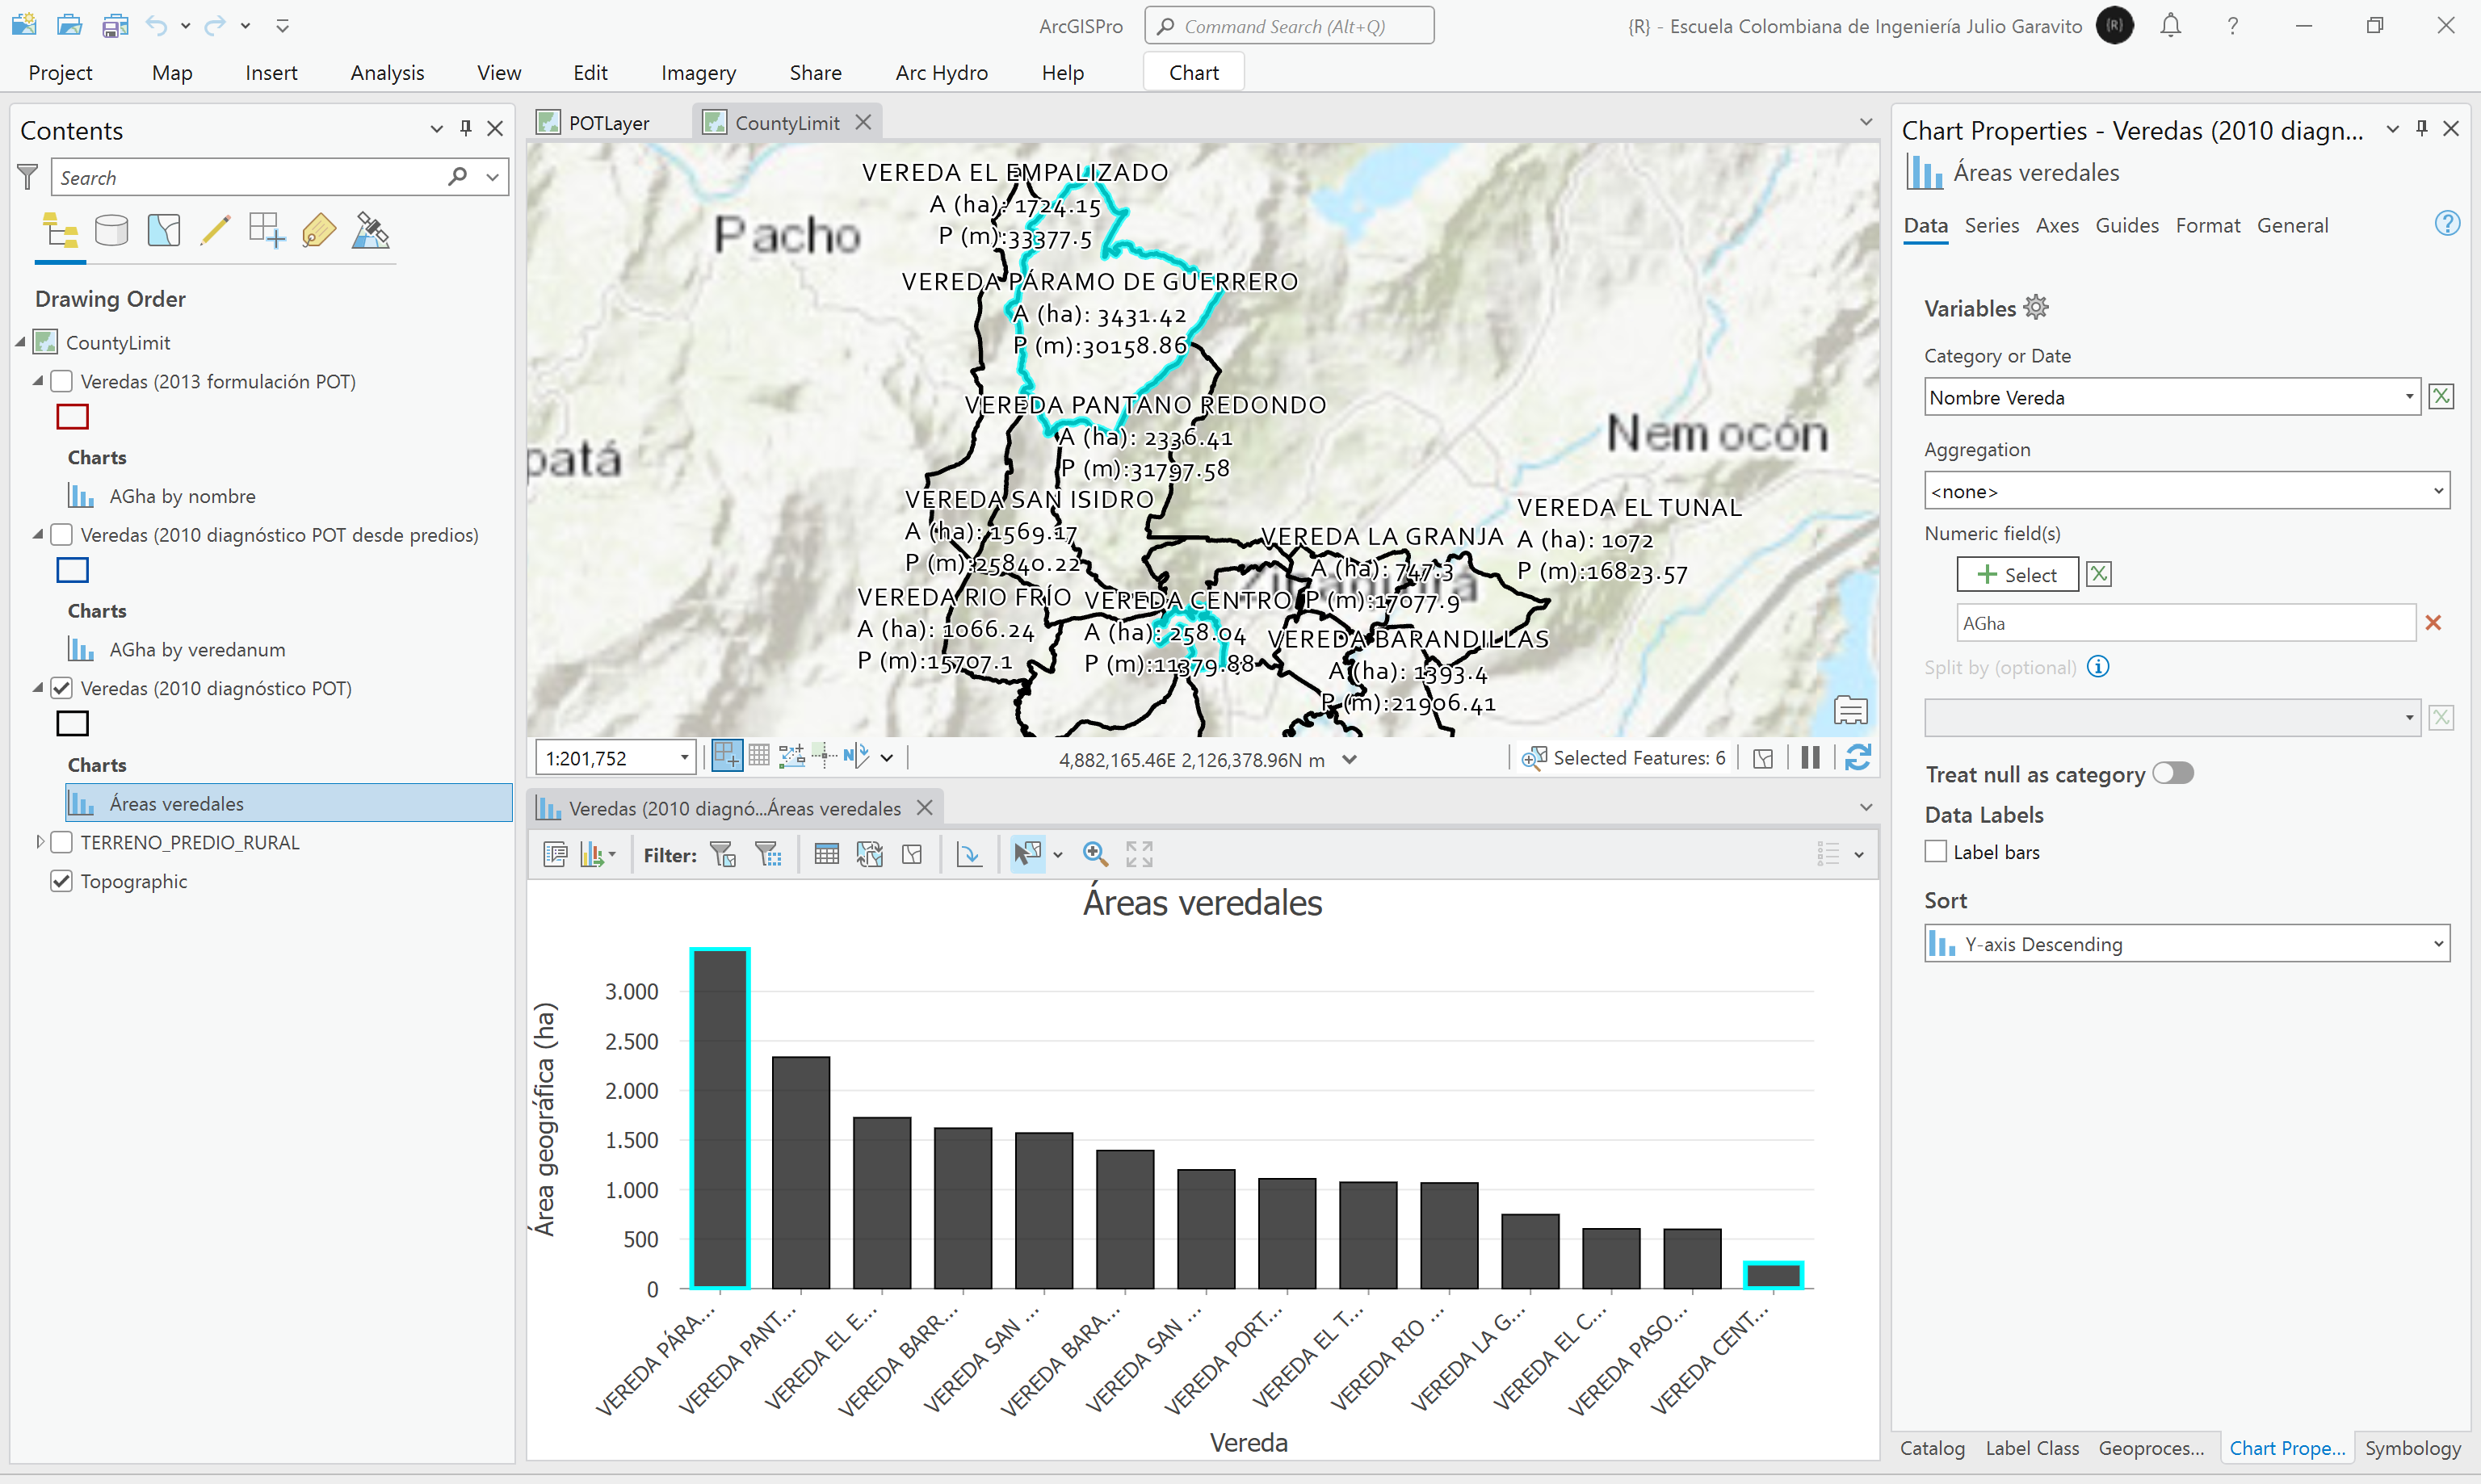 ArcGISPro
Command Search (Alt+Q)
{R} - Escuela Colombiana de Ingeniería Julio Garavito
{R}
?
Project
Map
Insert
Analysis
View
Edit
Imagery
Share
Arc Hydro
Help
Chart
Contents
Search
Drawing Order
CountyLimit
Veredas (2013 formulación POT)
Charts
AGha by nombre
Veredas (2010 diagnóstico POT desde predios)
Charts
AGha by veredanum
Veredas (2010 diagnóstico POT)
Charts
Áreas veredales
TERRENO_PREDIO_RURAL
Topographic
POTLayer
CountyLimit
Pacho
patá
Nemocón
VEREDA EL EMPALIZADO
A (ha): 1724.15
P (m):33377.5
VEREDA PÁRAMO DE GUERRERO
A (ha): 3431.42
P (m):30158.86
VEREDA PANTANO REDONDO
A (ha): 2336.41
P (m):31797.58
VEREDA SAN ISIDRO
A (ha): 1569.17
P (m):25840.22
VEREDA EL TUNAL
A (ha): 1072
P (m):16823.57
VEREDA LA GRANJA
A (ha): 747.3
P (m):17077.9
VEREDA RIO FRÍO
A (ha): 1066.24
P (m):15707.1
VEREDA CENTRO
A (ha): 258.04
P (m):11379.88
VEREDA BARANDILLAS
A (ha): 1393.4
P (m):21906.41
1:201,752
N
4,882,165.46E 2,126,378.96N m
Selected Features: 6
Veredas (2010 diagnó...Áreas veredales
Filter:
Áreas veredales
Área geográfica (ha)
3.000
2.500
2.000
1.500
1.000
500
0
VEREDA PÁRA...
VEREDA PANT...
VEREDA EL E...
VEREDA BARR...
VEREDA SAN ...
VEREDA BARA...
VEREDA SAN ...
VEREDA PORT...
VEREDA EL T...
VEREDA RIO ...
VEREDA LA G...
VEREDA EL C...
VEREDA PASO...
VEREDA CENT...
Vereda
Chart Properties - Veredas (2010 diagn...
Áreas veredales
Data
Series
Axes
Guides
Format
General
?
Variables
Category or Date
Nombre Vereda
Aggregation
<none>
Numeric field(s)
Select
AGha
Split by (optional)
Treat null as category
Data Labels
Label bars
Sort
Y-axis Descending
Catalog
Label Class
Geoproces...
Chart Prope...
Symbology